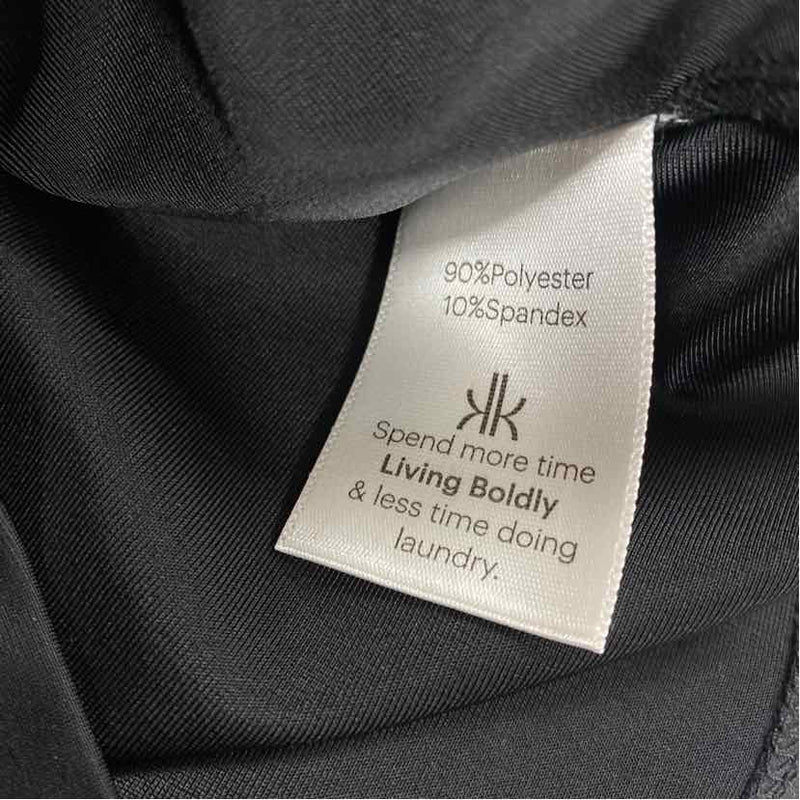 90%Polyester
10%Spandex
Spend more time
Living Boldly
& less time doing
laundry.